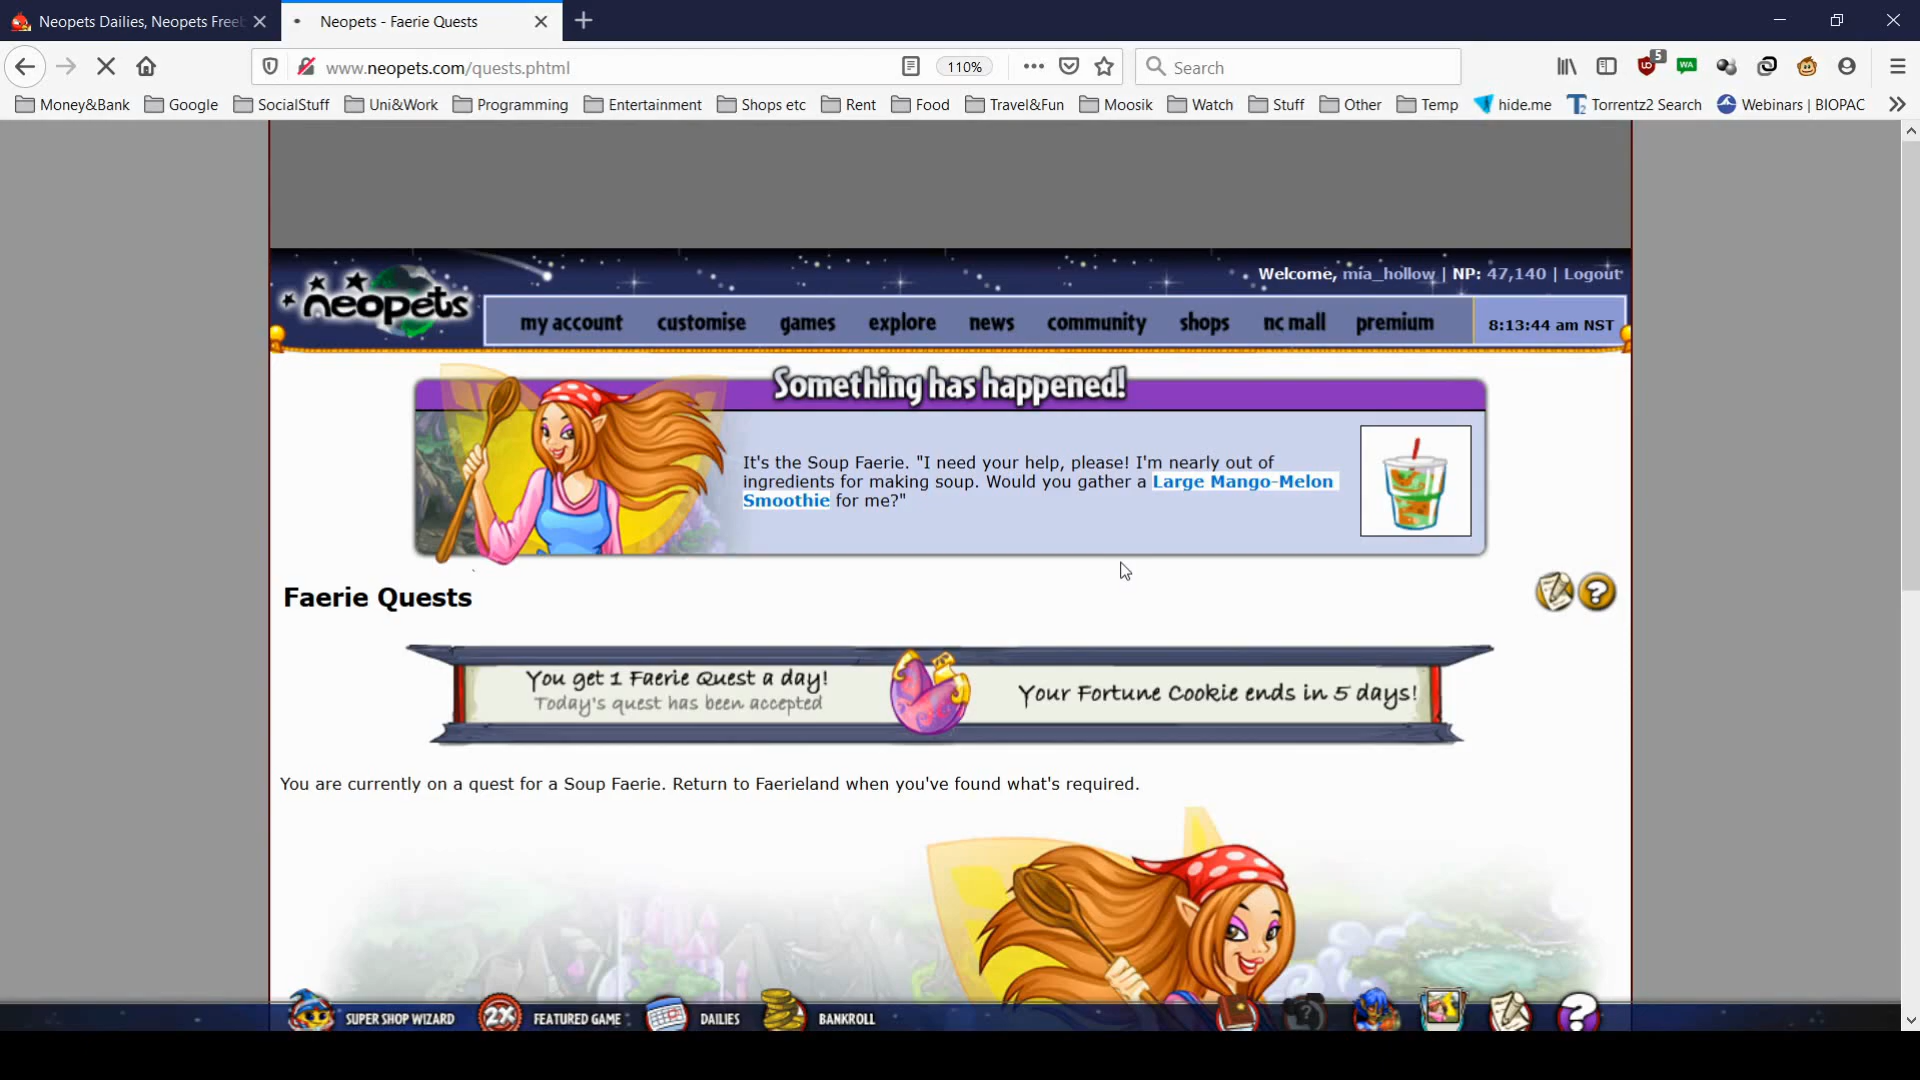 Neopets Dailies, Neopets Freeb
Neopets - Faerie Quests
www.neopets.com/quests.phtml
110%
Search
5
Money&Bank
Google
SocialStuff
Uni&Work
Programming
Entertainment
Shops etc
Rent
Food
Travel&Fun
Moosik
Watch
Stuff
Other
Temp
hide.me
Torrentz2 Search
Webinars | BIOPAC
neopets
Welcome, mia_hollow | NP: 47,140 | Logout
my account
customise
games
explore
news
community
shops
nc mall
premium
8:13:44 am NST
Something has happened!
It's the Soup Faerie. "I need your help, please! I'm nearly out of
ingredients for making soup. Would you gather a Large Mango-Melon
Smoothie for me?"
Faerie Quests
You get 1 Faerie Quest a day!
Today's quest has been accepted
Your Fortune Cookie ends in 5 days!
You are currently on a quest for a Soup Faerie. Return to Faerieland when you've found what's required.
SUPER SHOP WIZARD
2X
FEATURED GAME
DAILIES
BANKROLL